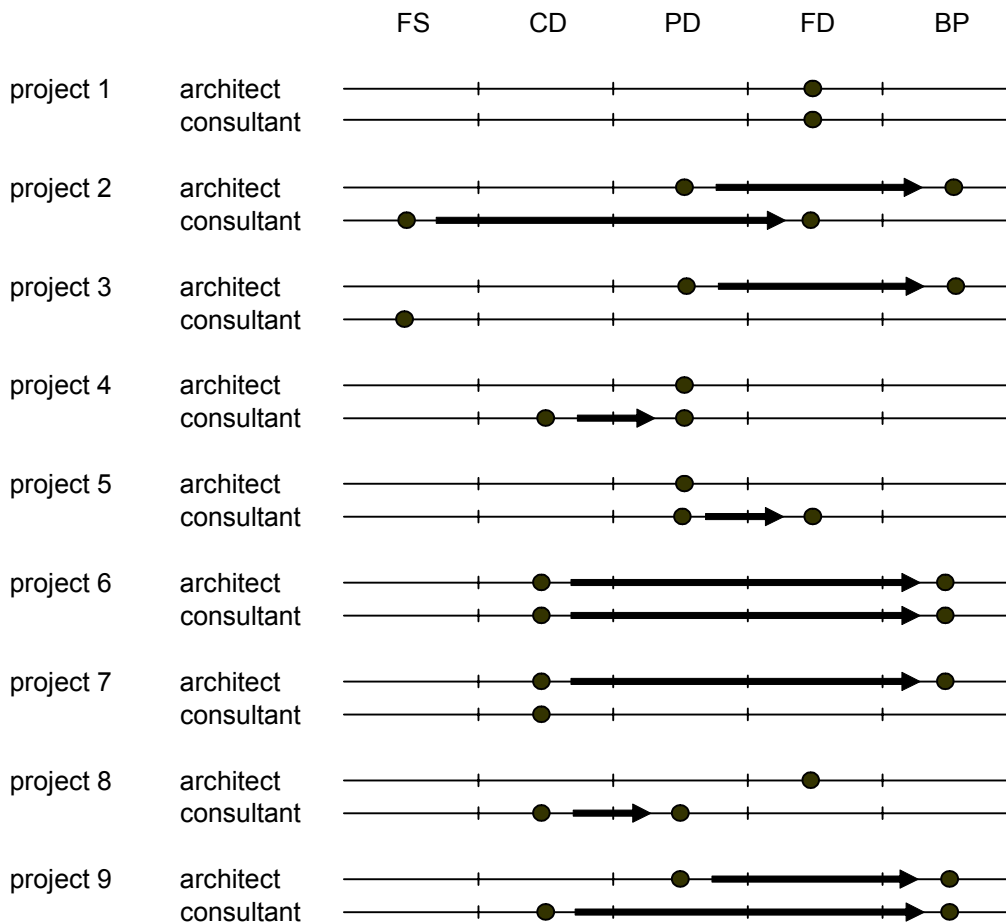 FS CD PD FD BP
project 1 architect
consultant
project 2 architect
consultant
project 3 architect
consultant
project 4 architect
consultant
project 5 architect
consultant
project 6 architect
consultant
project 7 architect
consultant
project 8 architect
consultant
project 9 architect
consultant